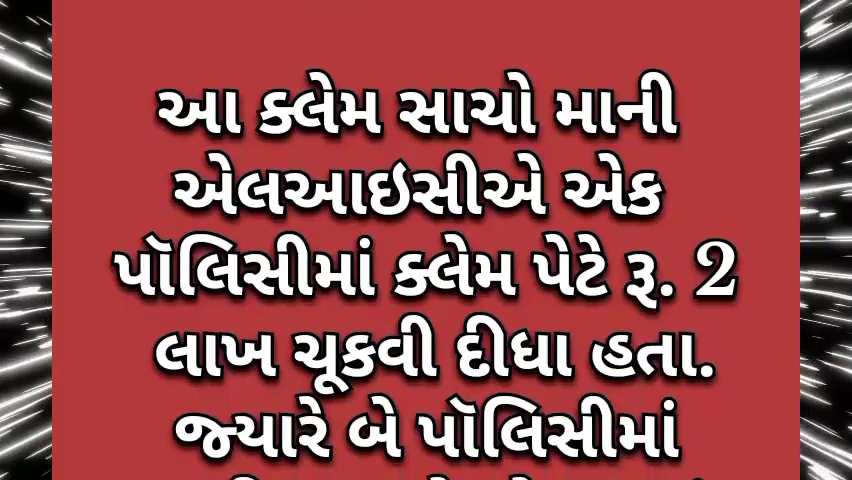 આ ક્લેમ સાચો માની
એલઆઇસીએ એક
પૉલિસીમાં ક્લેમ પેટે રૂ. 2
લાખ ચૂકવી દીધા હતા.
જ્યારે બે પૉલિસીમાં